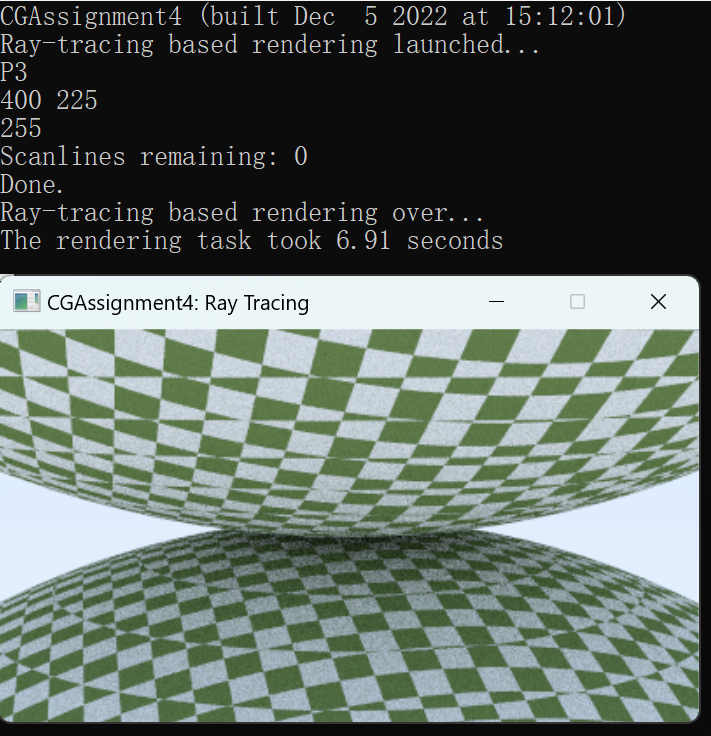 CGAssignment4 (built Dec  5 2022 at 15:12:01)
Ray-tracing based rendering launched...
P3
400 225
255
Scanlines remaining: 0
Done.
Ray-tracing based rendering over...
The rendering task took 6.91 seconds
CGAssignment4: Ray Tracing